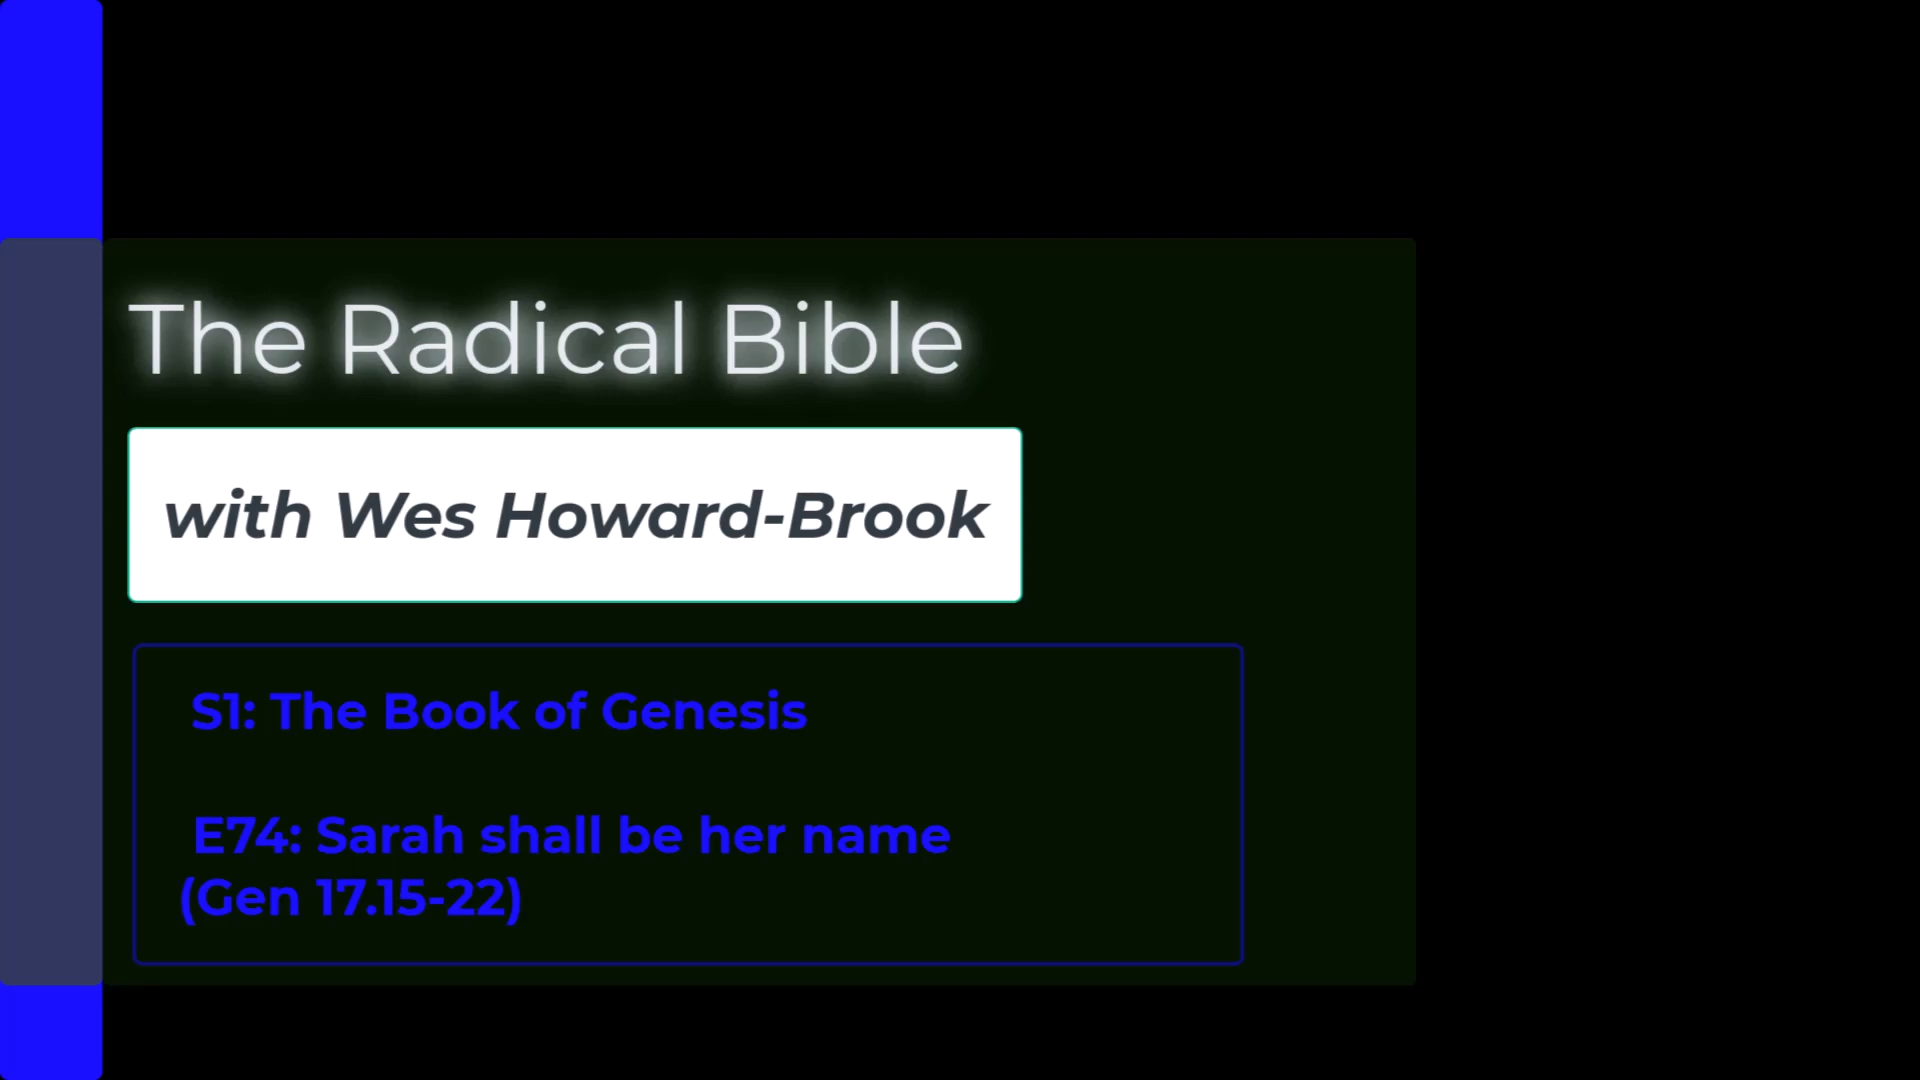 The Radical Bible
with Wes Howard-Brook
S1: The Book of Genesis
E74: Sarah shall be her name
(Gen 17.15-22)